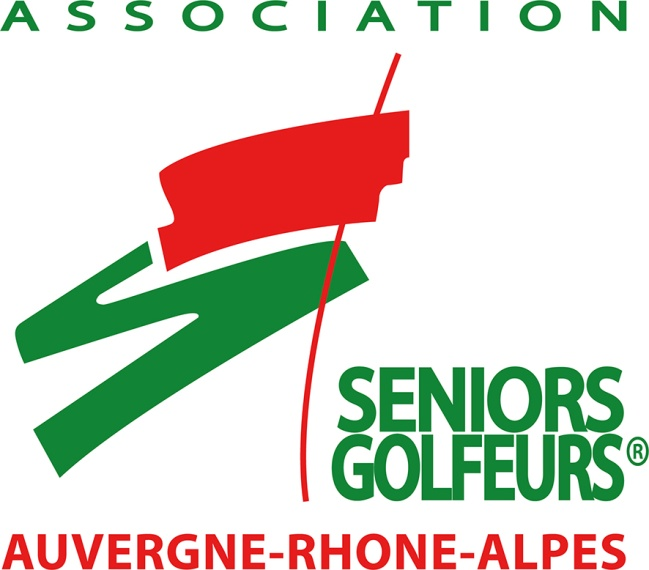 ASSOCIATION
SENIORS
GOLFEURS®
AUVERGNE-RHONE-ALPES